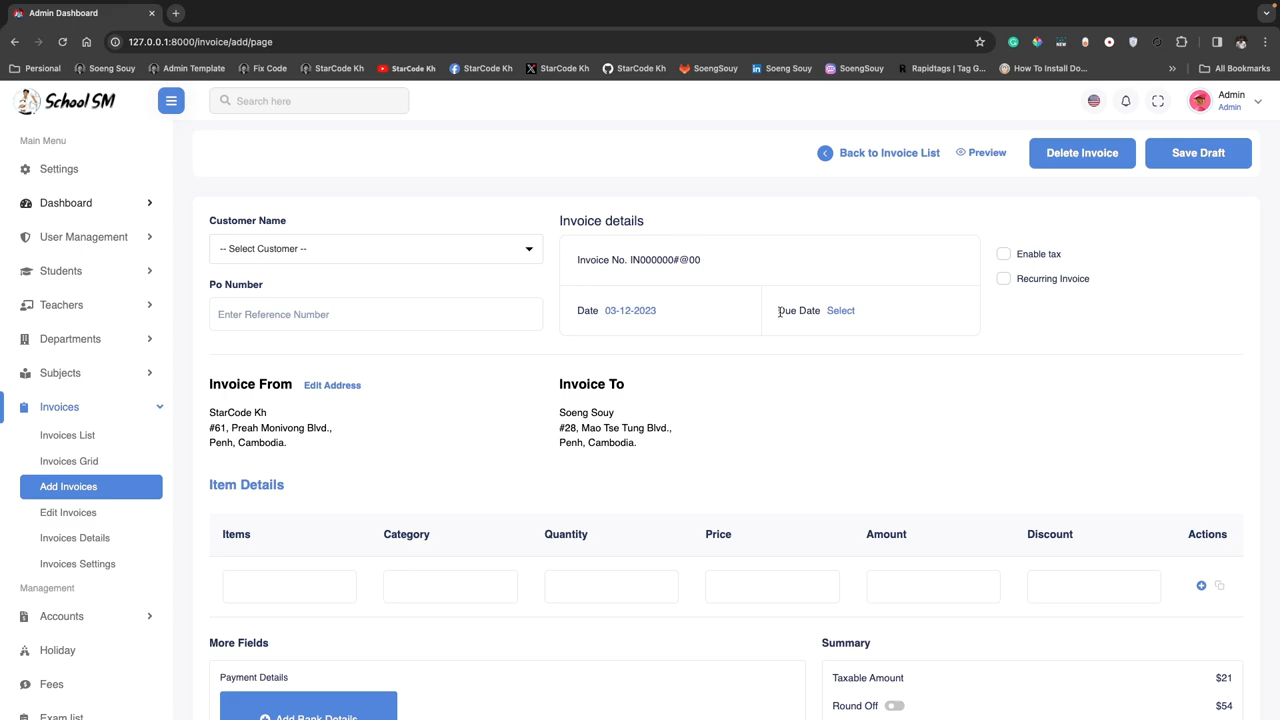 Admin Dashboard
127.0.0.1:8000/invoice/add/page
Personal
Soeng Souy
Admin Template
Fix Code
StarCode Kh
StarCode Kh
StarCode Kh
StarCode Kh
StarCode Kh
SoengSouy
Soeng Souy
SoengSouy
Rapidtags | Tag G...
How To Install Do...
All Bookmarks
School SM
Search here
Admin
Admin
Main Menu
Settings
Dashboard
User Management
Students
Teachers
Departments
Subjects
Invoices
Invoices List
Invoices Grid
Add Invoices
Edit Invoices
Invoices Details
Invoices Settings
Management
Accounts
Holiday
Fees
Exam list
Back to Invoice List
Preview
Delete Invoice
Save Draft
Customer Name
-- Select Customer --
Po Number
Enter Reference Number
Invoice details
Invoice No. IN000000#@00
Date 03-12-2023
Due Date Select
Enable tax
Recurring Invoice
Invoice From Edit Address
StarCode Kh
#61, Preah Monivong Blvd.,
Penh, Cambodia.
Invoice To
Soeng Souy
#28, Mao Tse Tung Blvd.,
Penh, Cambodia.
Item Details
Items Category Quantity Price Amount Discount Actions
More Fields
Payment Details
Add Bank Details
Summary
Taxable Amount $21
Round Off $54